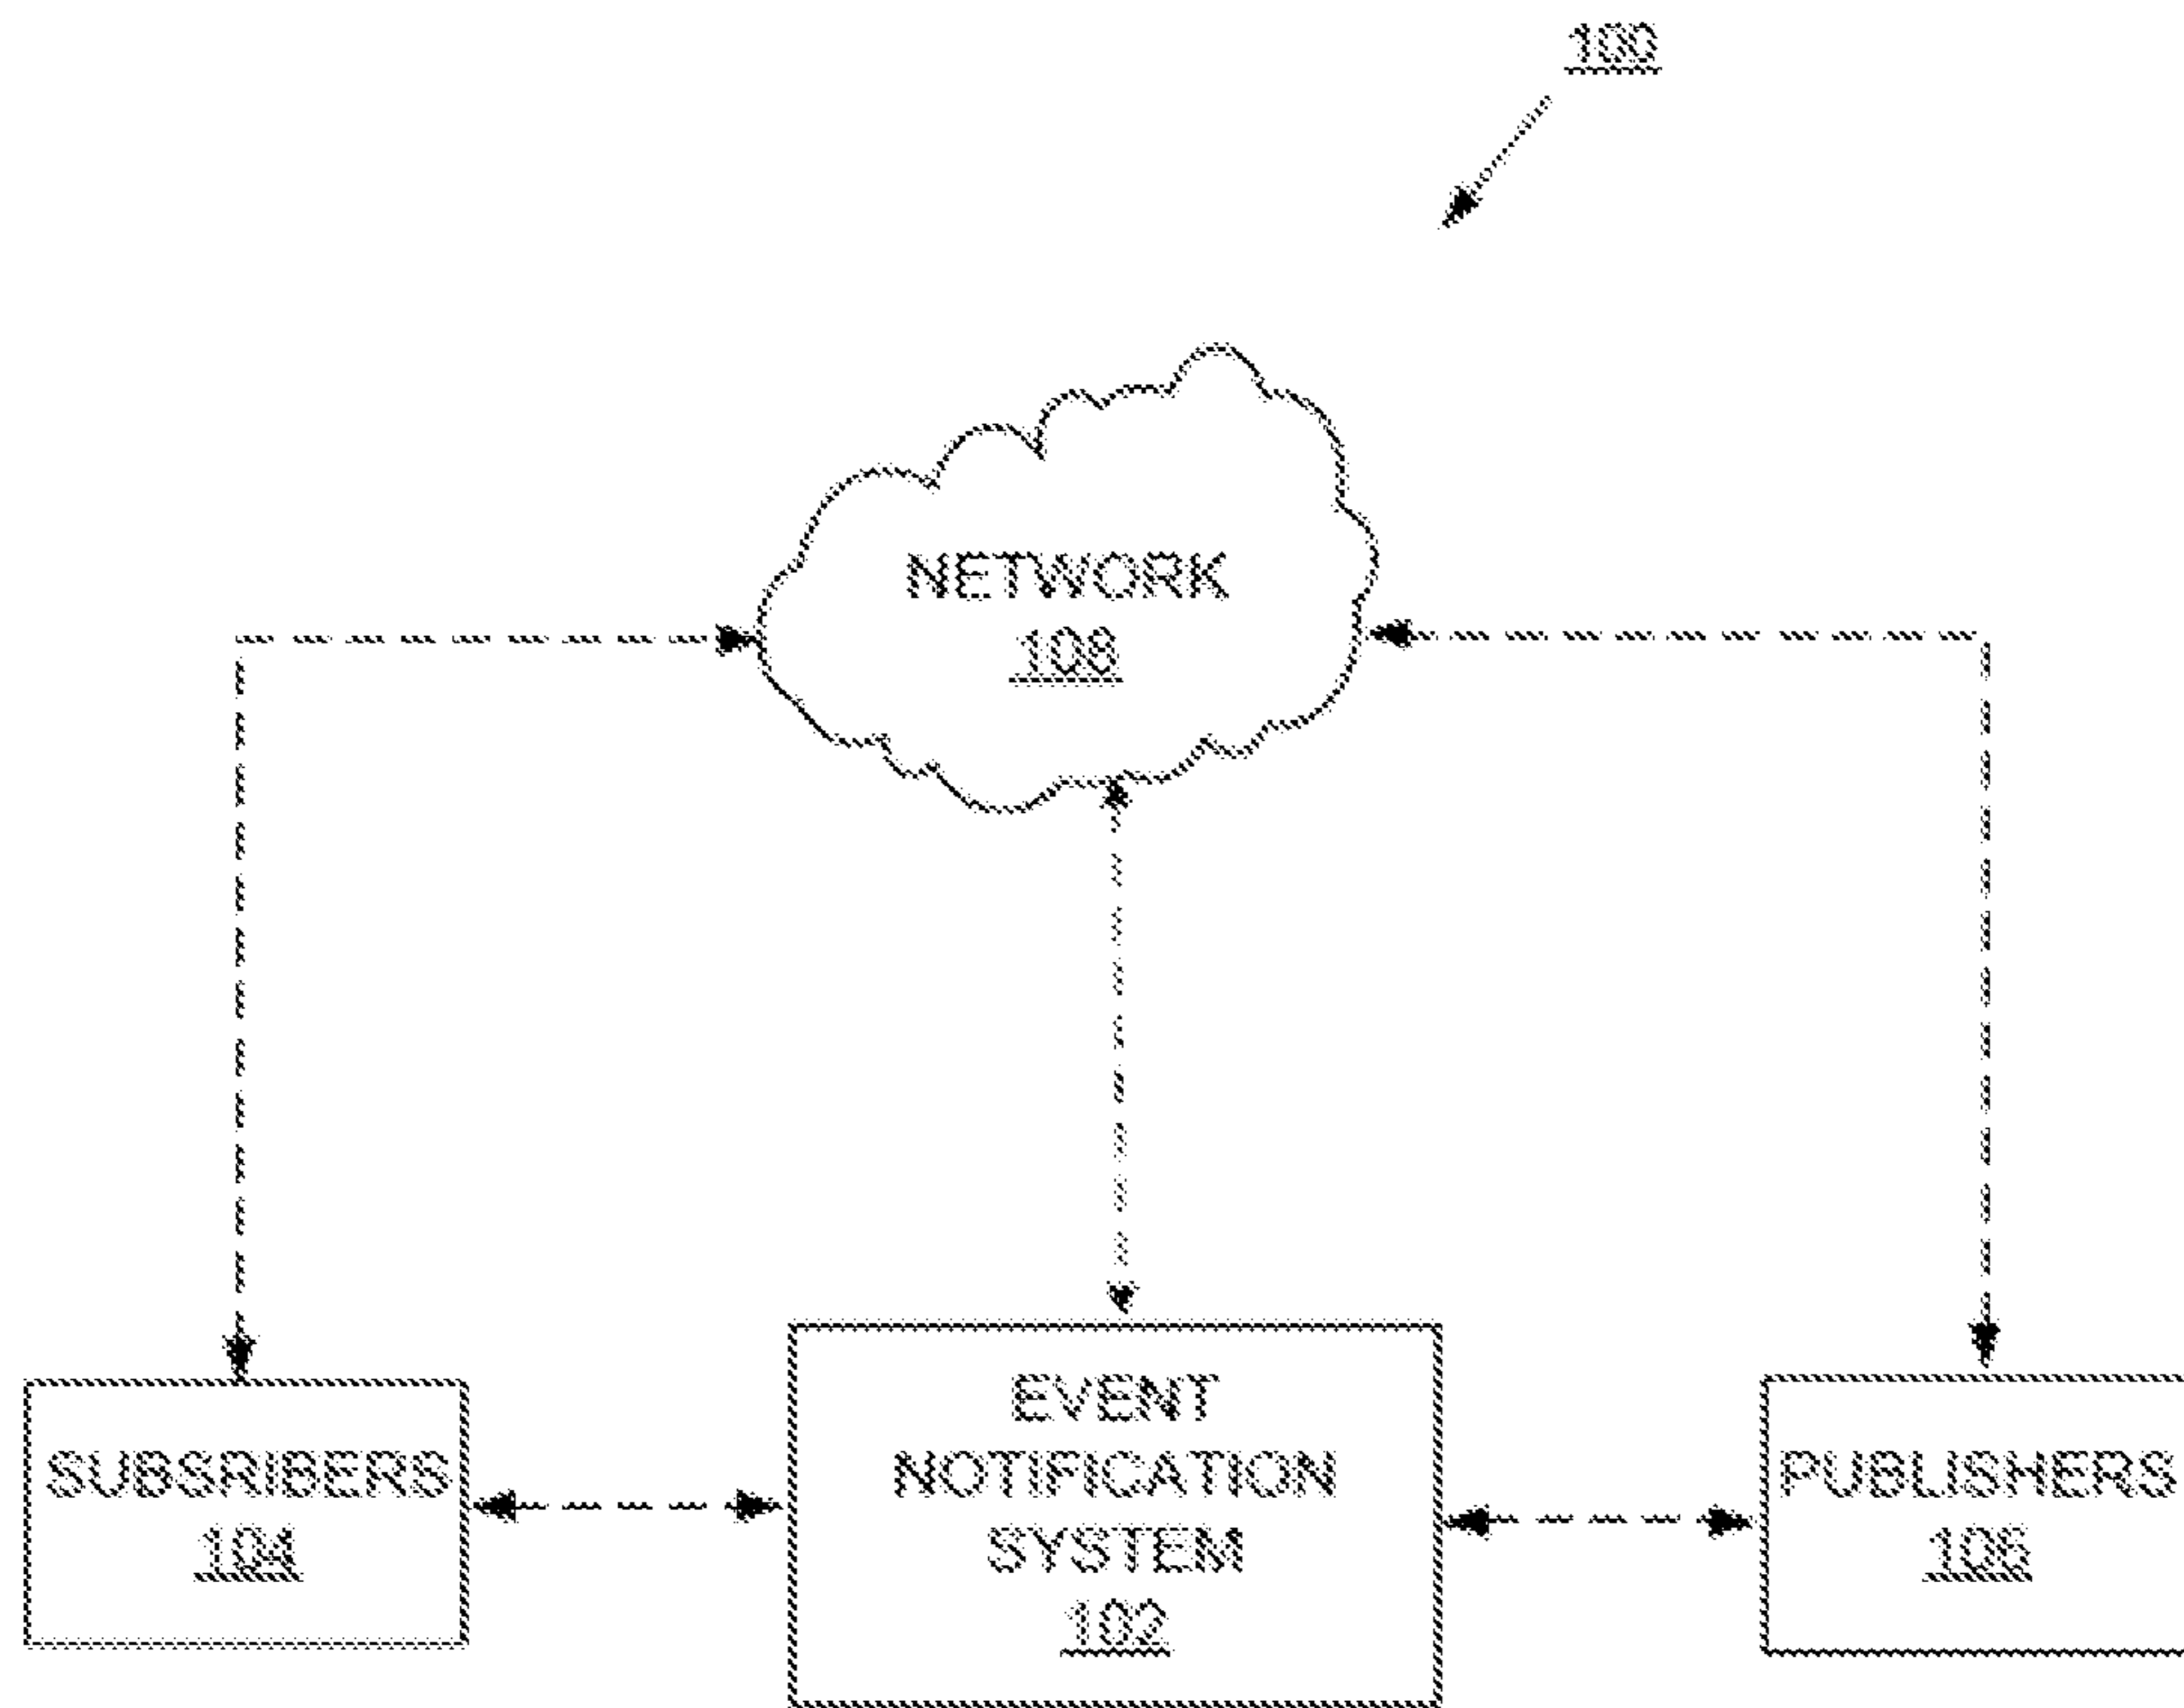 100
NETWORK
108
SUBSRIBERS
104
EVENT
NOTIFICATION
SYSTEM
102
PUBLISHERS
106